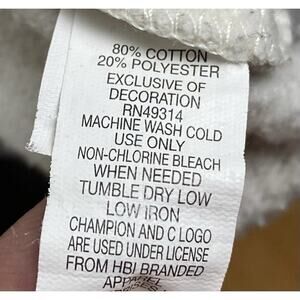 80% COTTON
20% POLYESTER
EXCLUSIVE OF
DECORATION
RN49314
MACHINE WASH COLD
USE ONLY
NON-CHLORINE BLEACH
WHEN NEEDED
TUMBLE DRY LOW
LOW IRON
CHAMPION AND C LOGO
ARE USED UNDER LICENSE
FROM HBI BRANDED